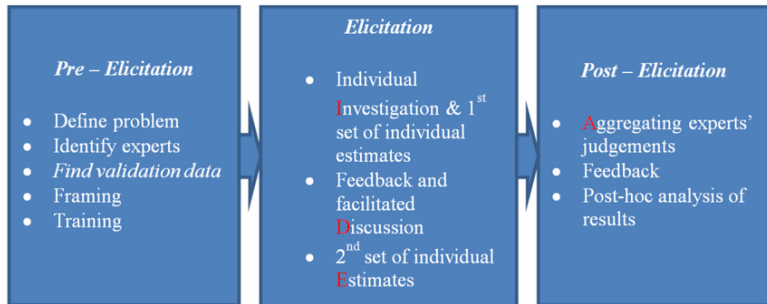 Pre – Elicitation
• Define problem
• Identify experts
• Find validation data
• Framing
• Training
Elicitation
• Individual
Investigation & 1st
set of individual
estimates
• Feedback and
facilitated
Discussion
• 2nd set of individual
Estimates
Post – Elicitation
• Aggregating experts’
judgements
• Feedback
• Post-hoc analysis of
results